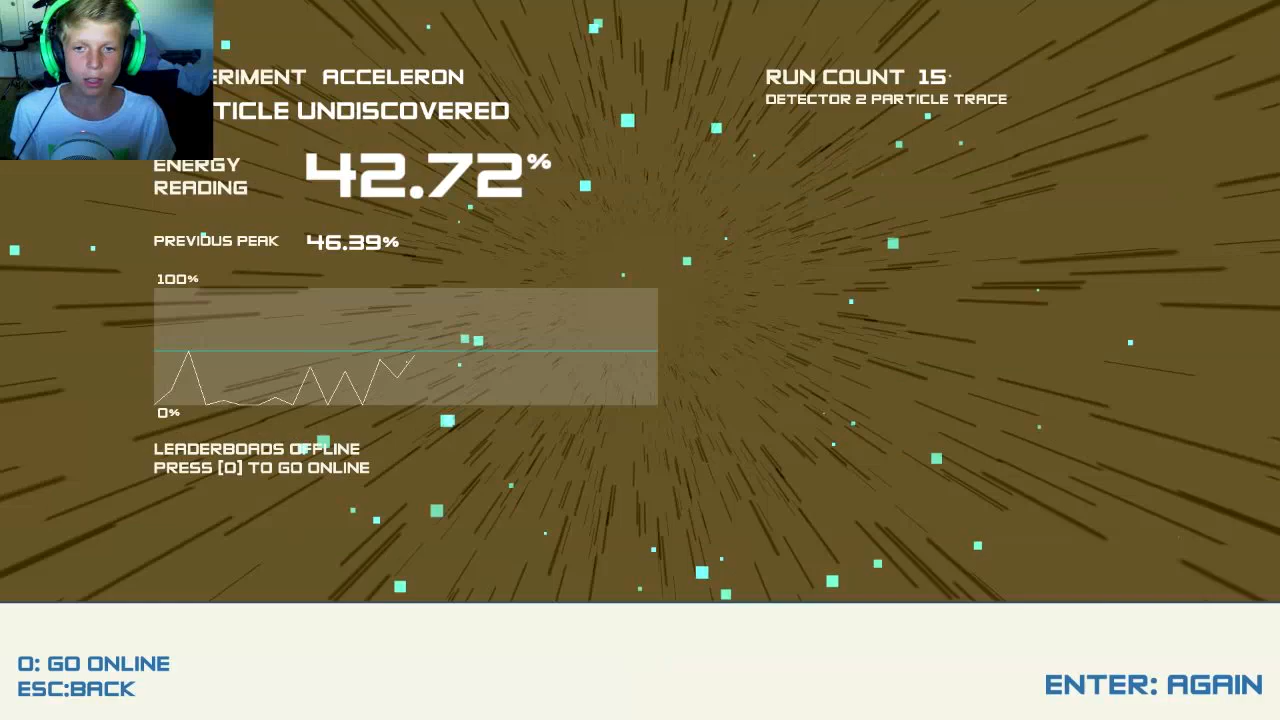 ERIMENT ACCELERON
TICLE UNDISCOVERED
RUN COUNT 15
DETECTOR 2 PARTICLE TRACE
ENERGY
READING
42.72%
PREVIOUS PEAK 46.39%
100%
0%
LEADERBOARDS OFFLINE
PRESS [O] TO GO ONLINE
O: GO ONLINE
ESC:BACK
ENTER: AGAIN